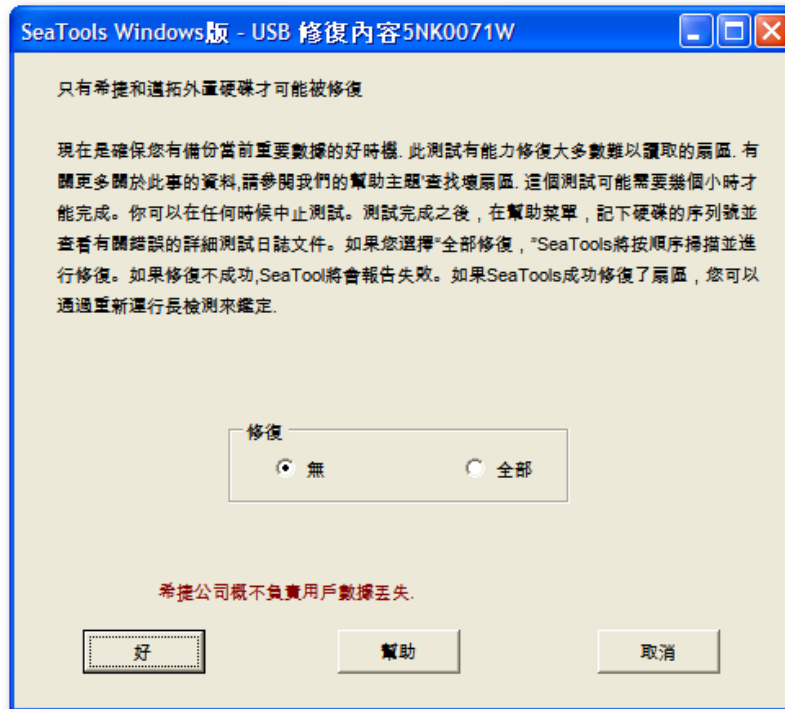 SeaTools Windows版 - USB 修復內容5NK0071W
只有希捷和邁拓外置硬碟才可能被修復
現在是確保您有備份當前重要數據的好時機. 此測試有能力修復大多數難以讀取的扇區. 有
關更多關於此事的資料,請參閱我們的幫助主題'查找壞扇區. 這個測試可能需要幾個小時才
能完成。你可以在任何時候中止測試。測試完成之後，在幫助菜單，記下硬碟的序列號並
查看有關錯誤的詳細測試日誌文件。如果您選擇“全部修復，”SeaTools將按順序掃描並進
行修復。如果修復不成功,SeaTool將會報告失敗。如果SeaTools成功修復了扇區，您可以
通過重新運行長檢測來鑑定.
修復
無
全部
希捷公司概不負責用戶數據丟失.
好
幫助
取消